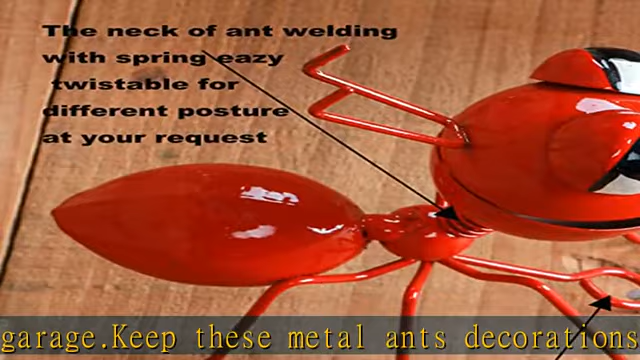 The neck of ant welding
with spring eazy
twistable for
different posture
at your request
garage.Keep these metal ants decorations